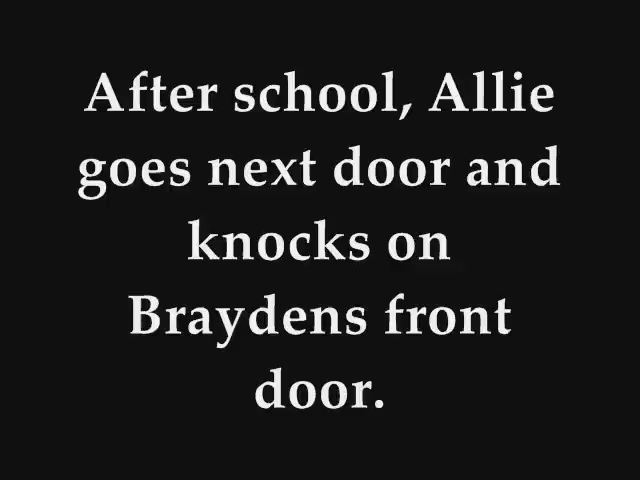 After school, Allie
goes next door and
knocks on
Braydens front
door.